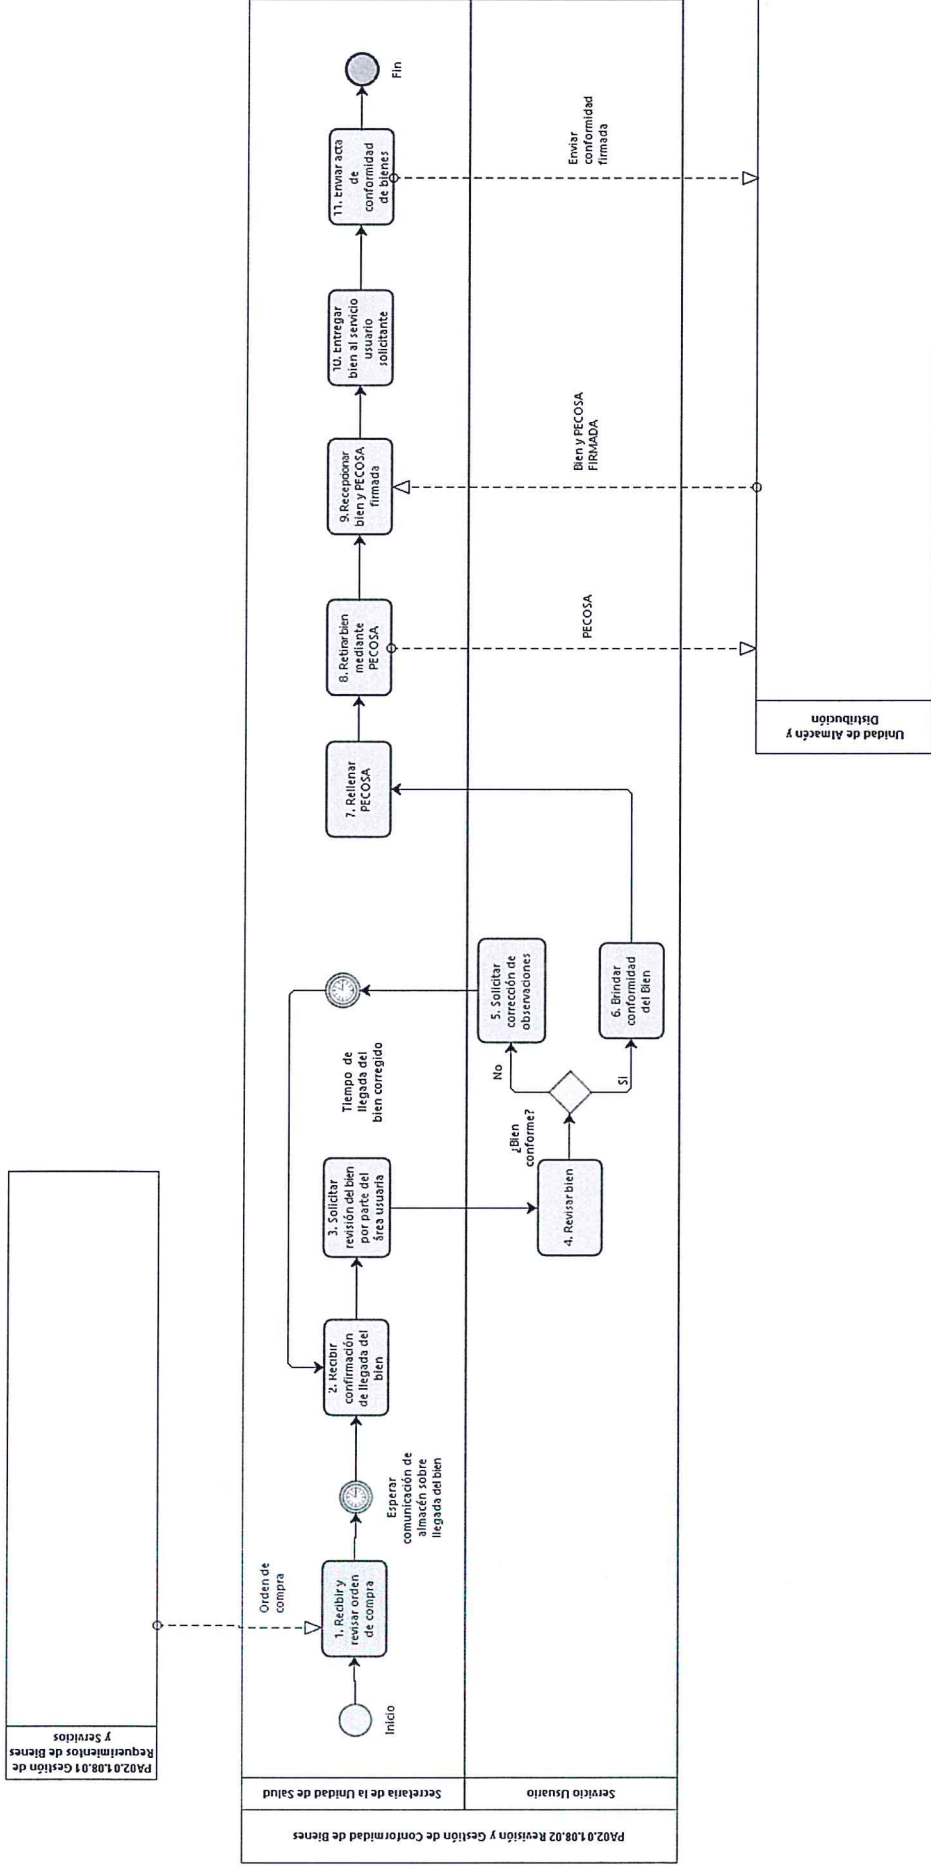 PA02.0.1.08.01 Gestión de
Requerimientos de Bienes
y Servicios
PA02.0.1.08.02 Revisión y Gestión de Conformidad de Bienes
Secretaria de la Unidad de Salud
Servicio Usuario
Inicio
Orden de
compra
1. Recibir y
revisar orden
de compra
Esperar
comunicación de
almacén sobre
llegada del bien
2. Recibir
confirmación
de llegada del
bien
3. Solicitar
revisión del bien
por parte del
área usuaria
Tiempo de
llegada del
bien corregido
4. Revisar bien
¿Bien
conforme?
No
Si
5. Solicitar
corrección de
observaciones
6. Brindar
conformidad
del Bien
7. Rellenar
PECOSA
8. Retirar bien
mediante
PECOSA
PECOSA
9. Recepcionar
bien y PECOSA
firmada
Bien y PECOSA
FIRMADA
10. Entregar
bien al servicio
usuario
solicitante
11. Enviar acta
de
conformidad
de bienes
Enviar
conformidad
firmada
Fin
Unidad de Almacén y
Distribución